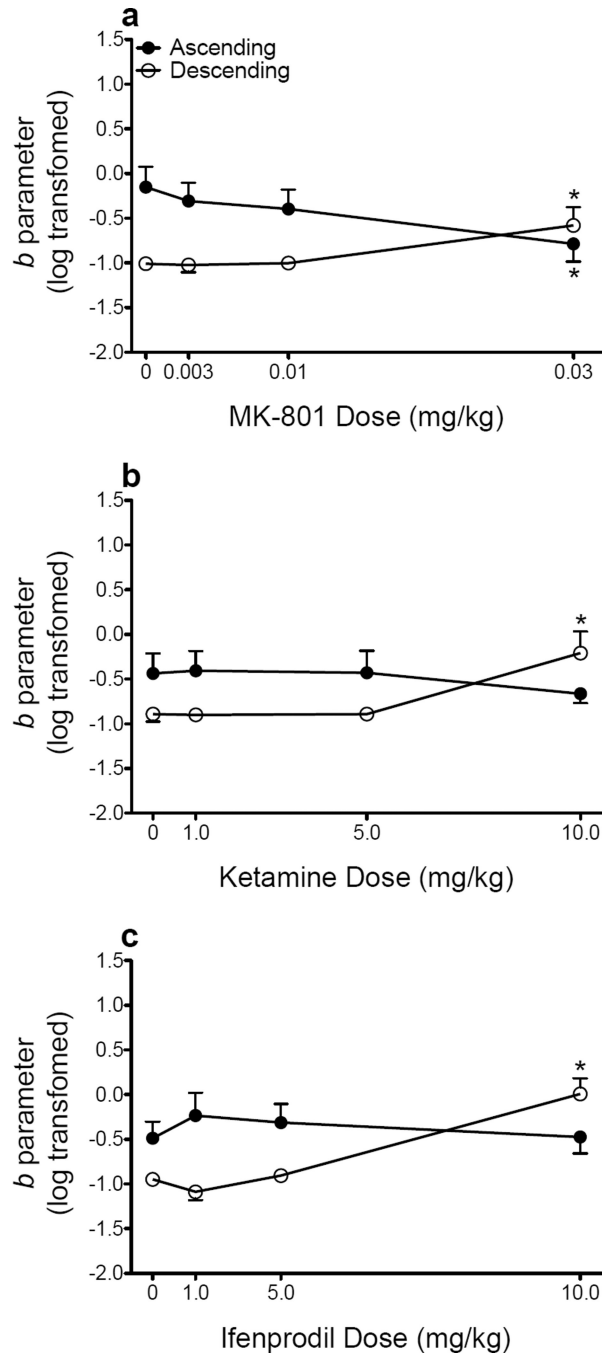 a
Ascending
Descending
b parameter
(log transfomed)
1.5
1.0
0.5
0.0
-0.5
-1.0
-1.5
-2.0
*
*
0 0.003 0.01 0.03
MK-801 Dose (mg/kg)
b
b parameter
(log transfomed)
1.5
1.0
0.5
0.0
-0.5
-1.0
-1.5
-2.0
*
0 1.0 5.0 10.0
Ketamine Dose (mg/kg)
c
b parameter
(log transfomed)
1.5
1.0
0.5
0.0
-0.5
-1.0
-1.5
-2.0
*
0 1.0 5.0 10.0
Ifenprodil Dose (mg/kg)